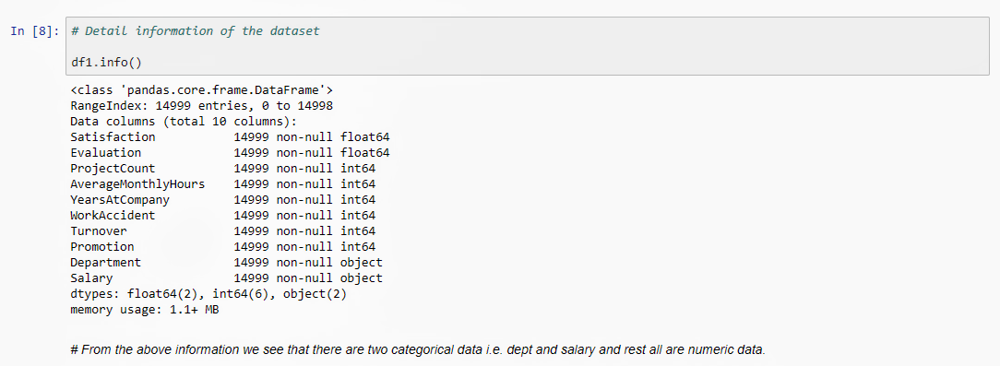 In [8]: # Detail information of the dataset
df1.info()
<class 'pandas.core.frame.DataFrame'>
RangeIndex: 14999 entries, 0 to 14998
Data columns (total 10 columns):
Satisfaction 14999 non-null float64
Evaluation 14999 non-null float64
ProjectCount 14999 non-null int64
AverageMonthlyHours 14999 non-null int64
YearsAtCompany 14999 non-null int64
WorkAccident 14999 non-null int64
Turnover 14999 non-null int64
Promotion 14999 non-null int64
Department 14999 non-null object
Salary 14999 non-null object
dtypes: float64(2), int64(6), object(2)
memory usage: 1.1+ MB
# From the above information we see that there are two categorical data i.e. dept and salary and rest all are numeric data.